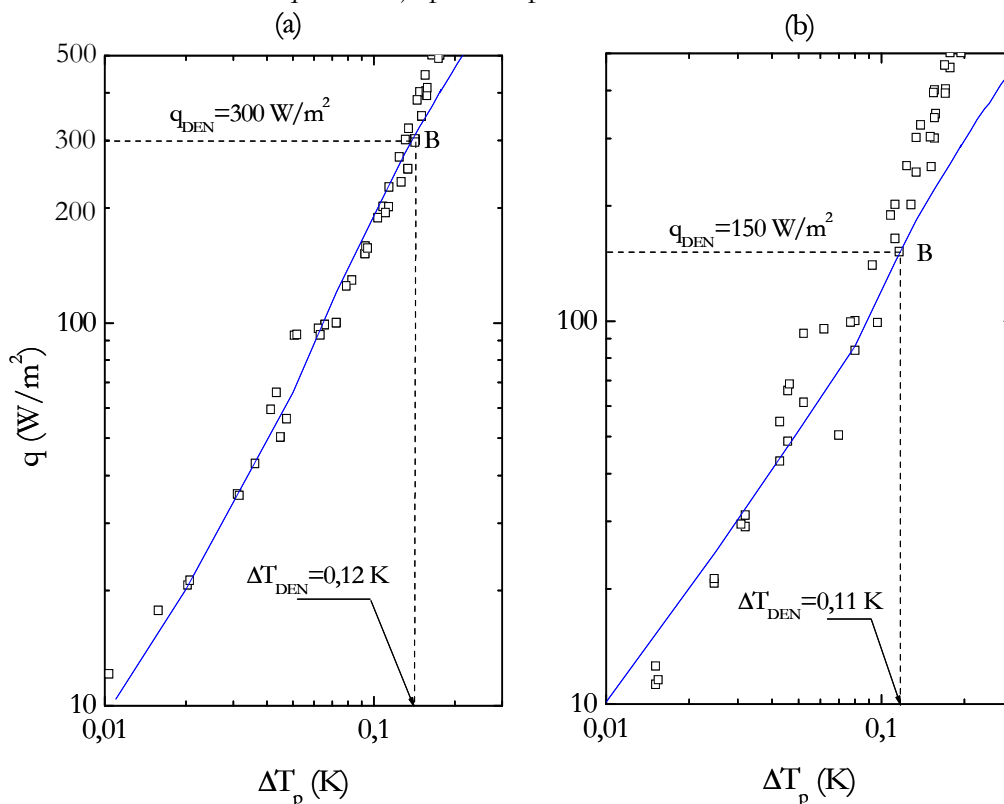 (a)
(b)
500
q_DEN=300 W/m²
300
B
200
q_DEN=150 W/m²
B
100
100
q (W/m²)
ΔT_DEN=0,12 K
ΔT_DEN=0,11 K
10
10
0,01
0,1
0,01
0,1
ΔT_p (K)
ΔT_p (K)